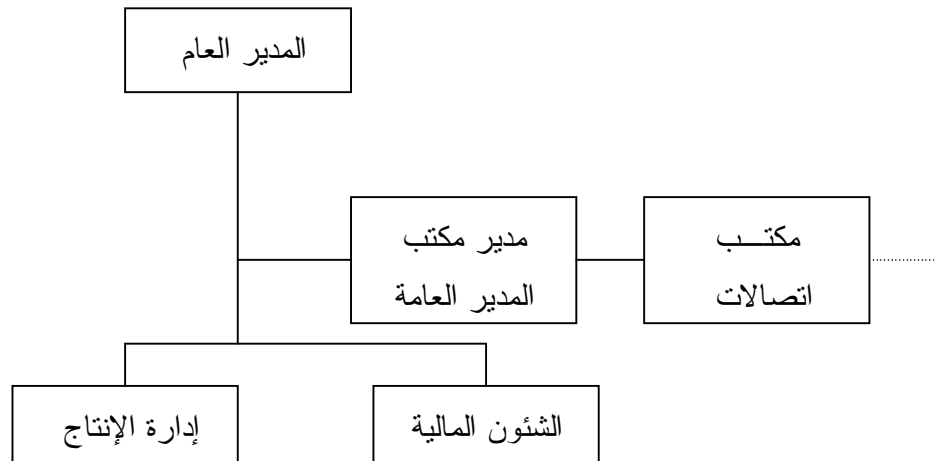 المدير العام
مدير مكتب
المدير العامة
مكتـــب
اتصالات
الشئون المالية
إدارة الإنتاج